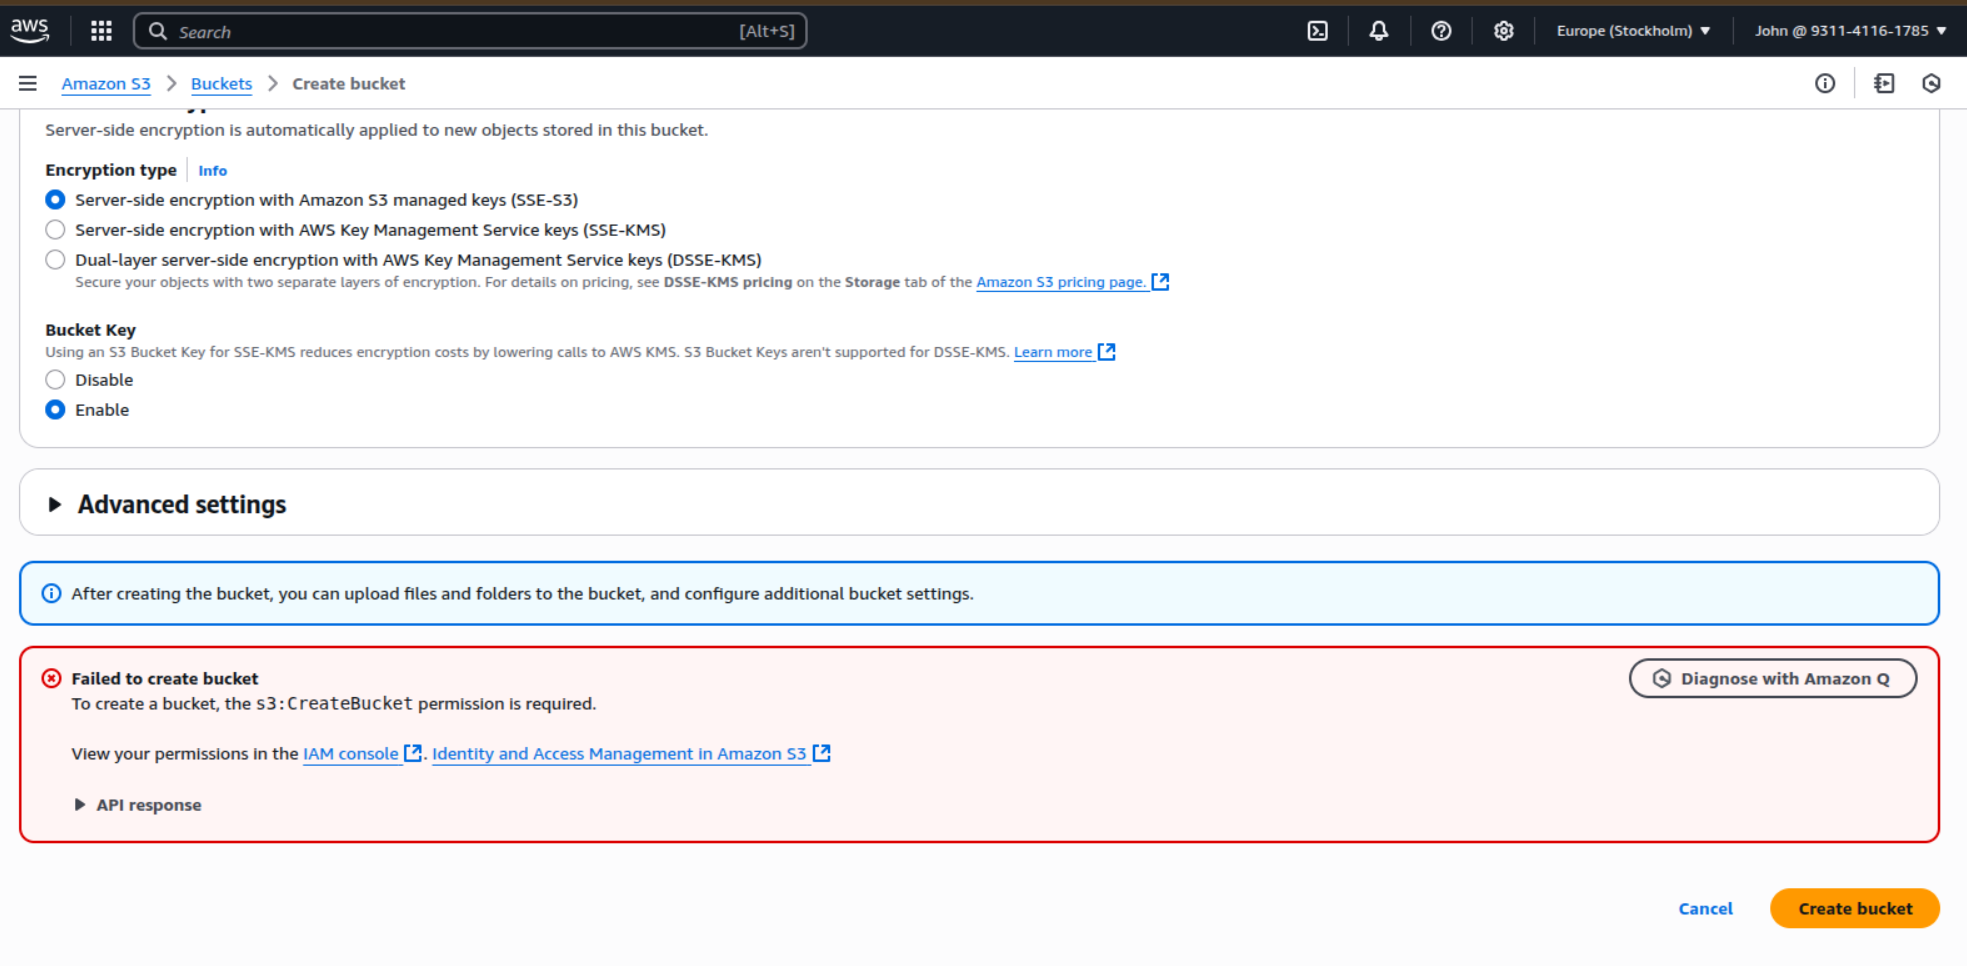 aws
Search
[Alt+S]
Europe (Stockholm)
John @ 9311-4116-1785
Amazon S3
Buckets
Create bucket
Server-side encryption is automatically applied to new objects stored in this bucket.
Encryption type
Info
Server-side encryption with Amazon S3 managed keys (SSE-S3)
Server-side encryption with AWS Key Management Service keys (SSE-KMS)
Dual-layer server-side encryption with AWS Key Management Service keys (DSSE-KMS)
Secure your objects with two separate layers of encryption. For details on pricing, see DSSE-KMS pricing on the Storage tab of the Amazon S3 pricing page.
Bucket Key
Using an S3 Bucket Key for SSE-KMS reduces encryption costs by lowering calls to AWS KMS. S3 Bucket Keys aren't supported for DSSE-KMS. Learn more
Disable
Enable
Advanced settings
After creating the bucket, you can upload files and folders to the bucket, and configure additional bucket settings.
Failed to create bucket
Diagnose with Amazon Q
To create a bucket, the s3:CreateBucket permission is required.
View your permissions in the IAM console. Identity and Access Management in Amazon S3
API response
Cancel
Create bucket